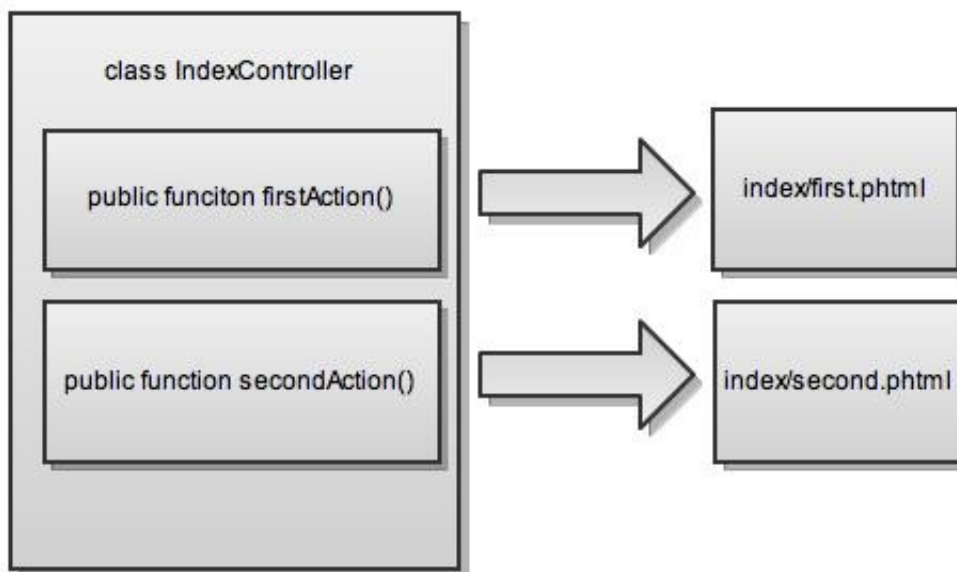 class IndexController
public funciton firstAction()
index/first.phtml
public function secondAction()
index/second.phtml